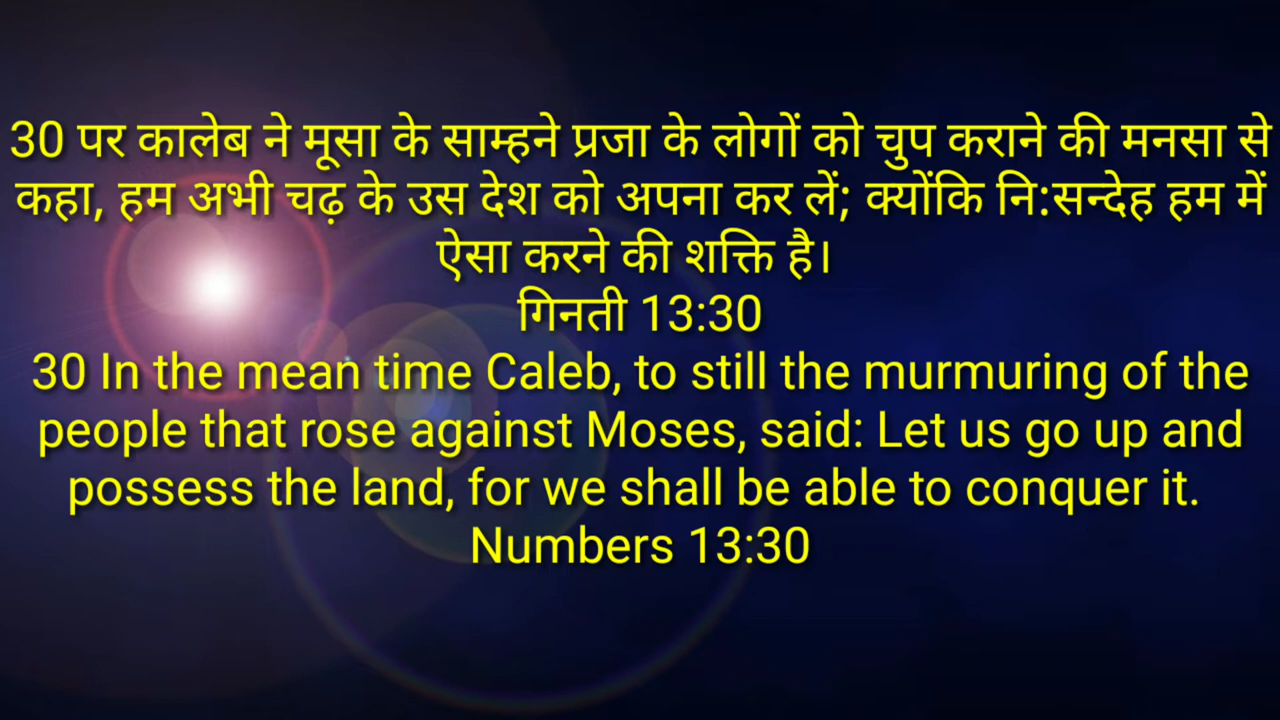 30 पर कालेब ने मूसा के साम्हने प्रजा के लोगों को चुप कराने की मनसा से
कहा, हम अभी चढ़ के उस देश को अपना कर लें; क्योंकि नि:सन्देह हम में
ऐसा करने की शक्ति है।
गिनती 13:30
30 In the mean time Caleb, to still the murmuring of the
people that rose against Moses, said: Let us go up and
possess the land, for we shall be able to conquer it.
Numbers 13:30